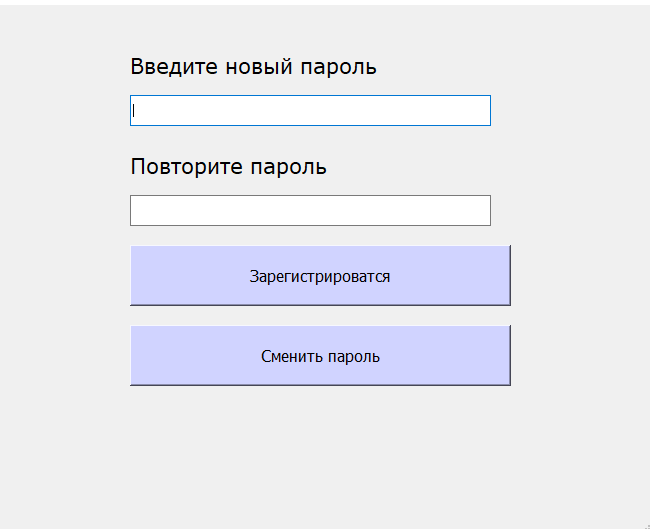 Введите новый пароль
Повторите пароль
Зарегистрироватся
Сменить пароль